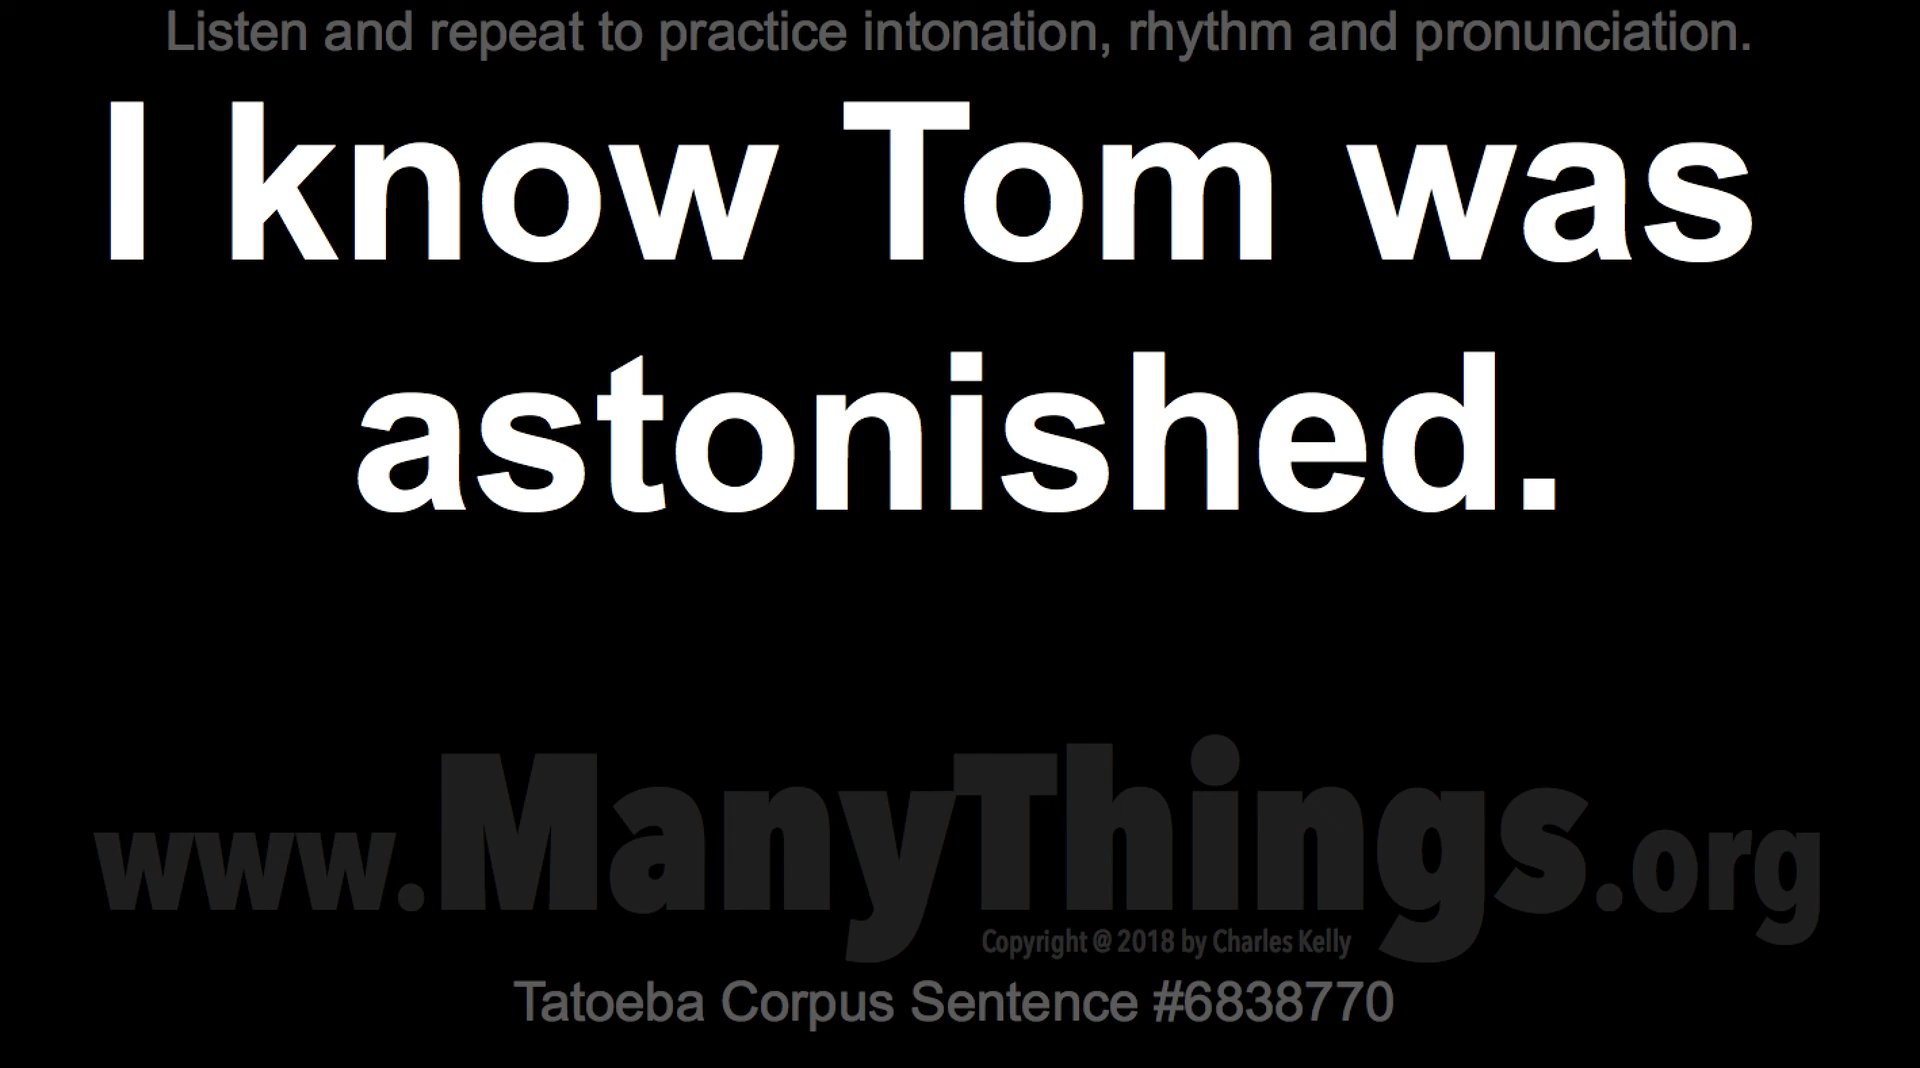 Listen and repeat to practice intonation, rhythm and pronunciation.
I know Tom was
astonished.
www.ManyThings.org
Copyright @ 2018 by Charles Kelly
Tatoeba Corpus Sentence #6838770